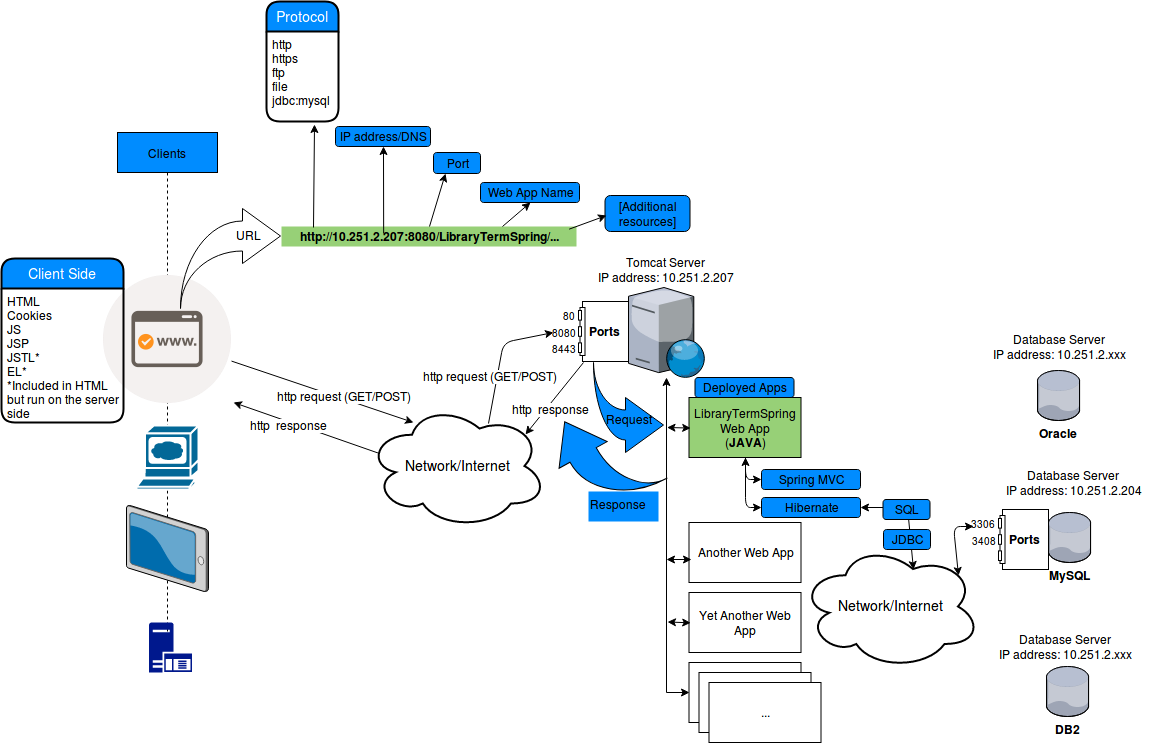 Protocol
http
https
ftp
file
jdbc:mysql
IP address/DNS
Port
Web App Name
[Additional
resources]
Clients
URL
http://10.251.2.207:8080/LibraryTermSpring/...
Client Side
HTML
Cookies
JS
JSP
JSTL*
EL*
*Included in HTML
but run on the server
side
www.
http request (GET/POST)
http response
Network/Internet
http request (GET/POST)
http response
Tomcat Server
IP address: 10.251.2.207
80
8080
8443
Ports
Request
Response
Deployed Apps
LibraryTermSpring
Web App
(JAVA)
Spring MVC
Hibernate
SQL
JDBC
Another Web App
Yet Another Web
App
...
Network/Internet
Database Server
IP address: 10.251.2.xxx
Oracle
Database Server
IP address: 10.251.2.204
3306
3408
Ports
MySQL
Database Server
IP address: 10.251.2.xxx
DB2